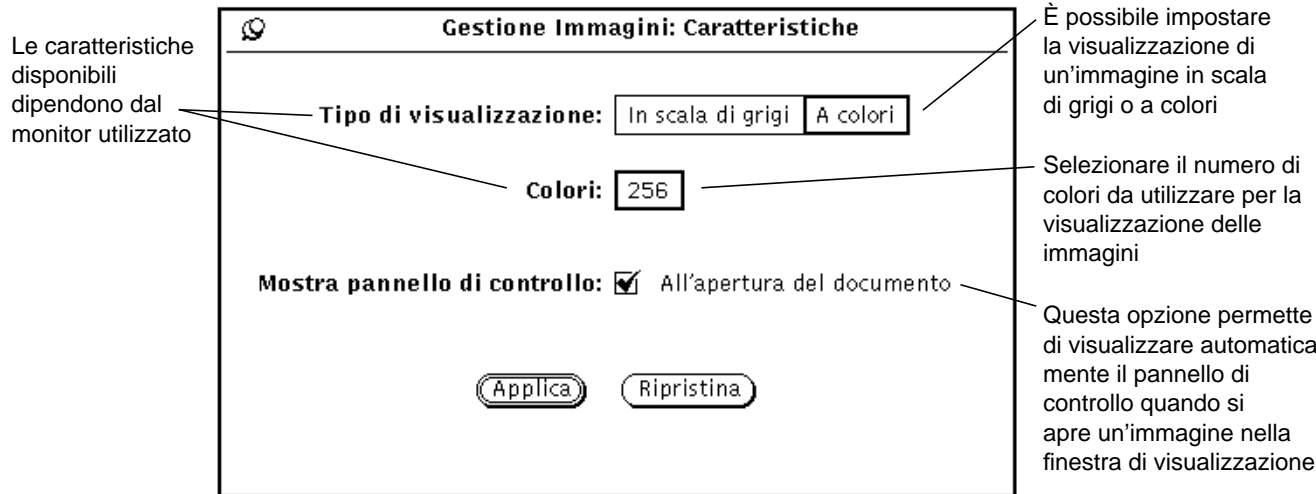 Le caratteristiche
disponibili
dipendono dal
monitor utilizzato
Gestione Immagini: Caratteristiche
Tipo di visualizzazione: In scala di grigi A colori
Colori: 256
Mostra pannello di controllo: All'apertura del documento
Applica Ripristina
È possibile impostare
la visualizzazione di
un'immagine in scala
di grigi o a colori
Selezionare il numero di
colori da utilizzare per la
visualizzazione delle
immagini
Questa opzione permette
di visualizzare automatica
mente il pannello di
controllo quando si
apre un'immagine nella
finestra di visualizzazione